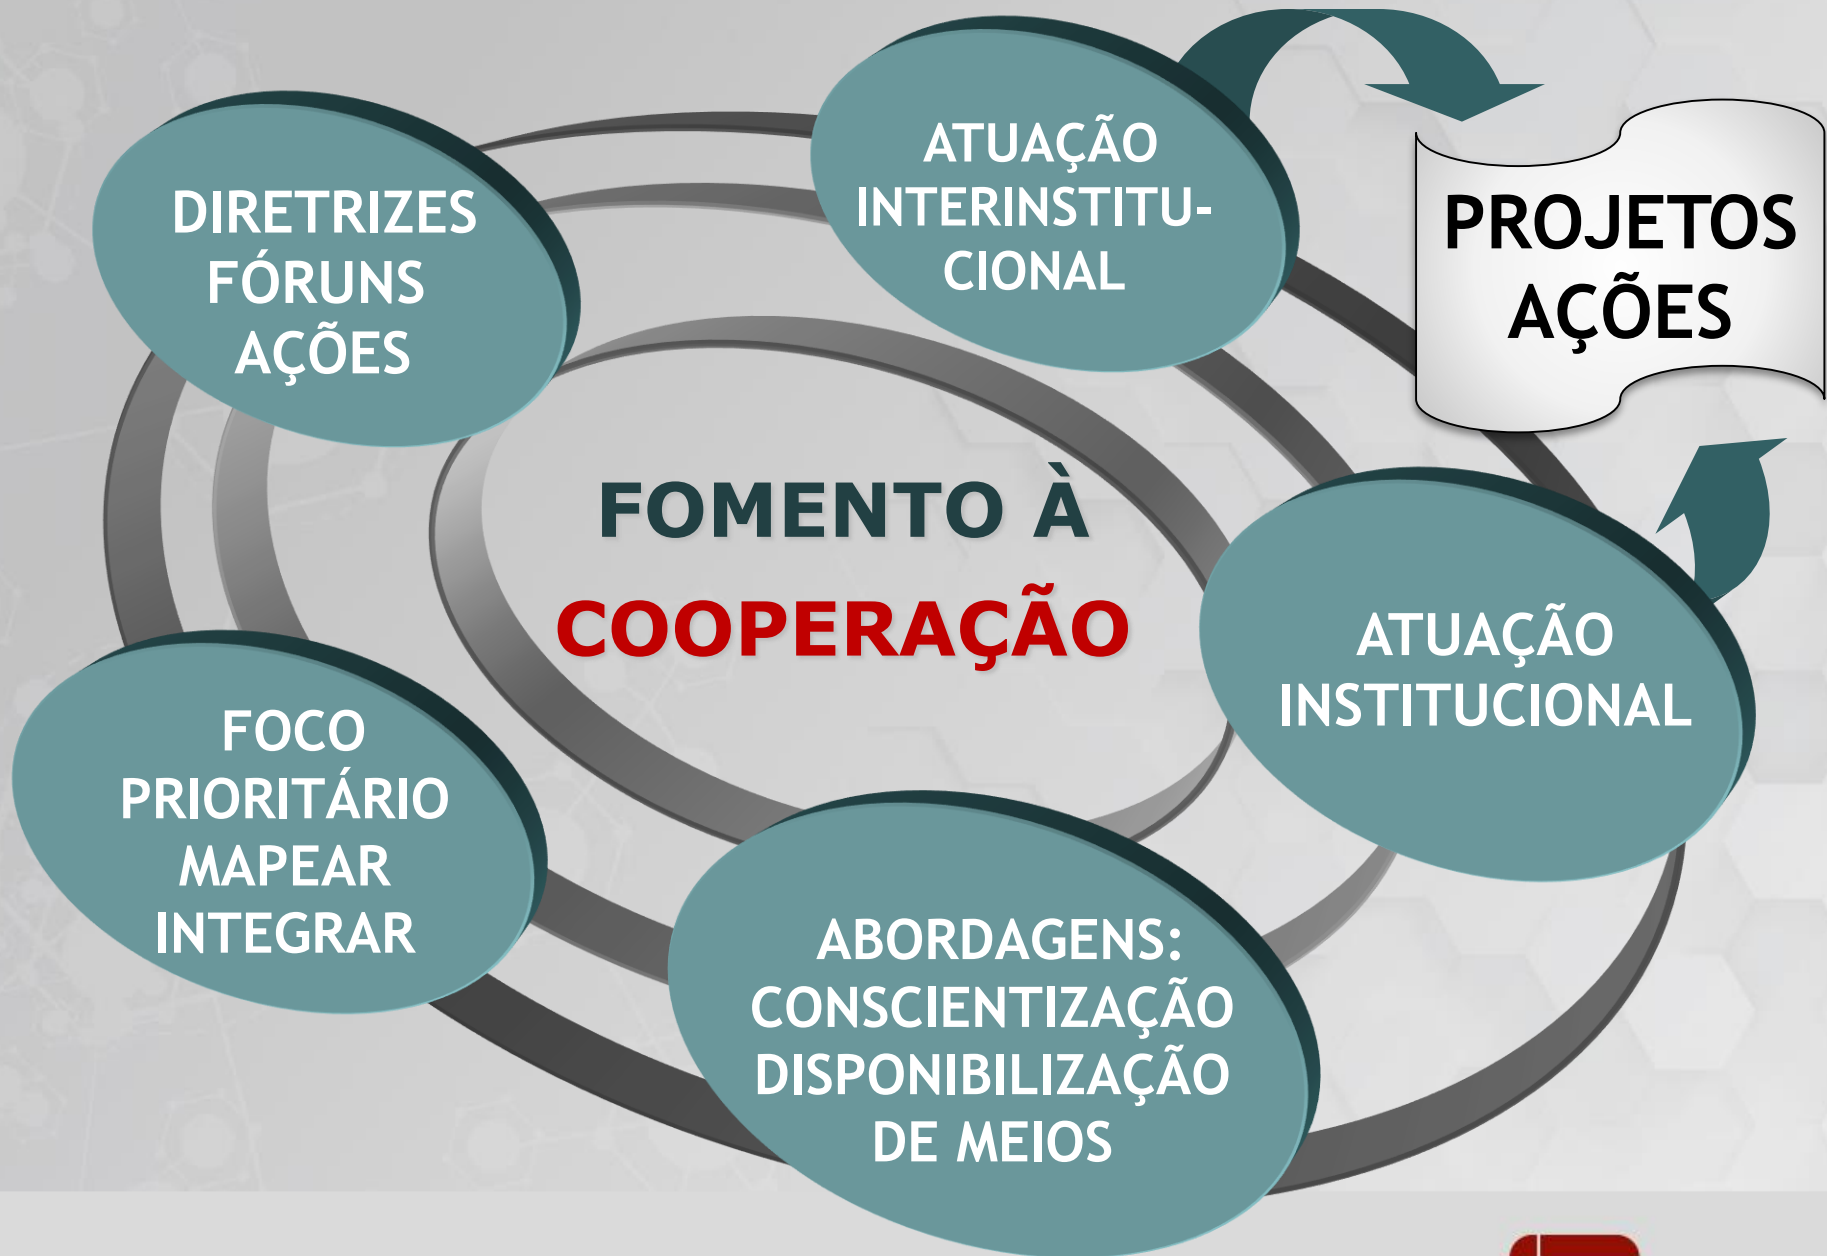 DIRETRIZES
FÓRUNS
AÇÕES
ATUAÇÃO
INTERINSTITU-
CIONAL
PROJETOS
AÇÕES
FOMENTO À
COOPERAÇÃO
ATUAÇÃO
INSTITUCIONAL
FOCO
PRIORITÁRIO
MAPEAR
INTEGRAR
ABORDAGENS:
CONSCIENTIZAÇÃO
DISPONIBILIZAÇÃO
DE MEIOS